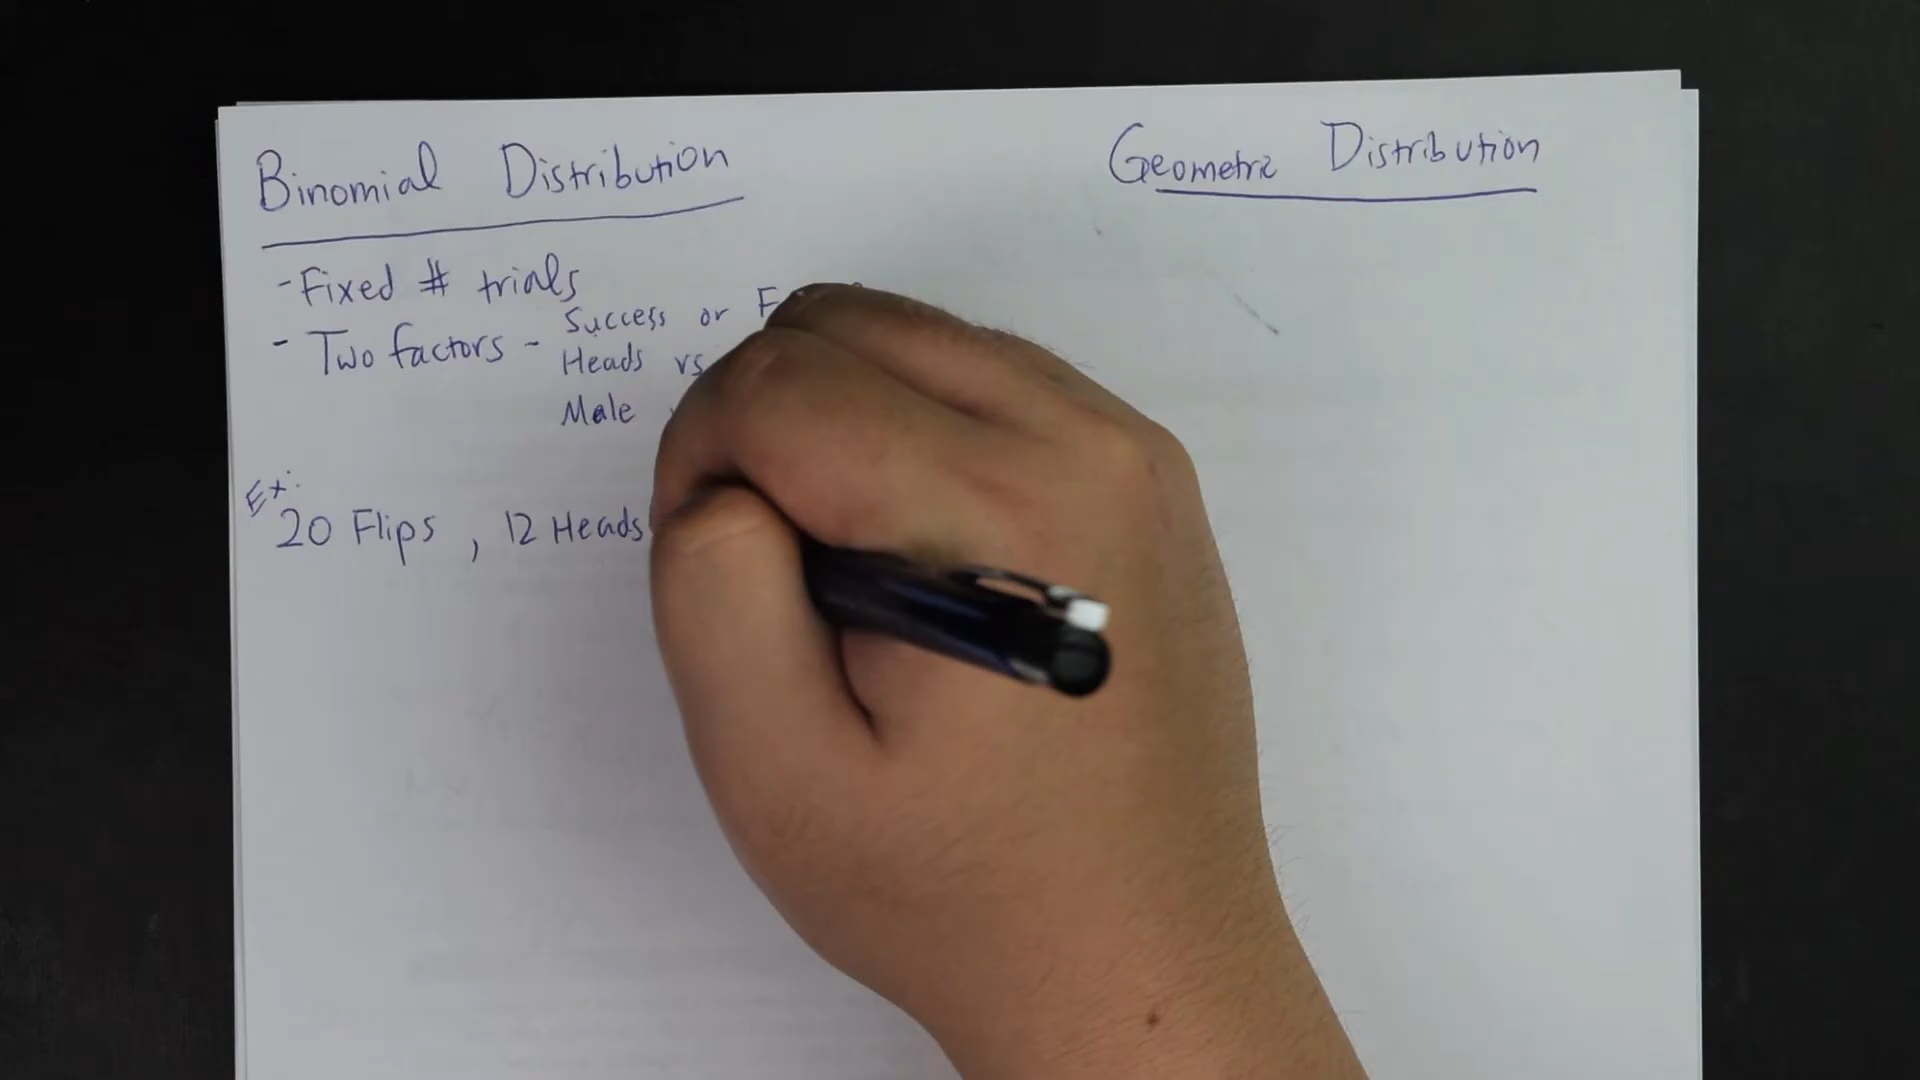 Binomial Distribution
Geometric Distribution
- Fixed # trials
- Two factors - Success or
Heads vs
Male
Ex:
20 Flips, 12 Heads